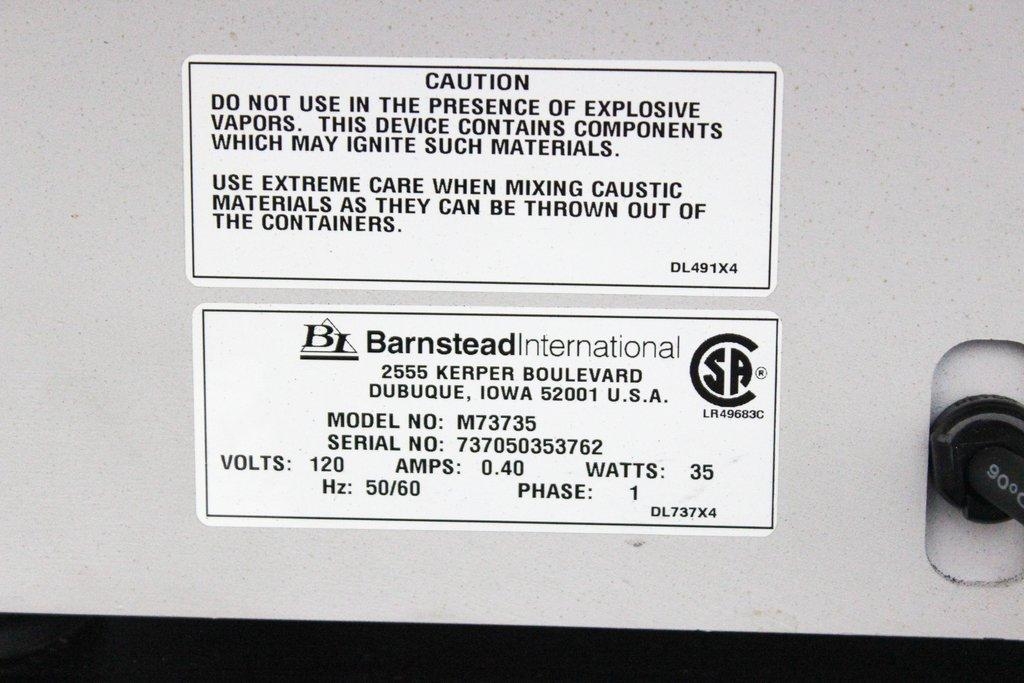 CAUTION
DO NOT USE IN THE PRESENCE OF EXPLOSIVE
VAPORS. THIS DEVICE CONTAINS COMPONENTS
WHICH MAY IGNITE SUCH MATERIALS.
USE EXTREME CARE WHEN MIXING CAUSTIC
MATERIALS AS THEY CAN BE THROWN OUT OF
THE CONTAINERS.
DL491X4
BI BarnsteadInternational
2555 KERPER BOULEVARD
DUBUQUE, IOWA 52001 U.S.A.
CSA ®
LR49683C
MODEL NO: M73735
SERIAL NO: 737050353762
VOLTS: 120 AMPS: 0.40 WATTS: 35
Hz: 50/60 PHASE: 1
DL737X4
90°C